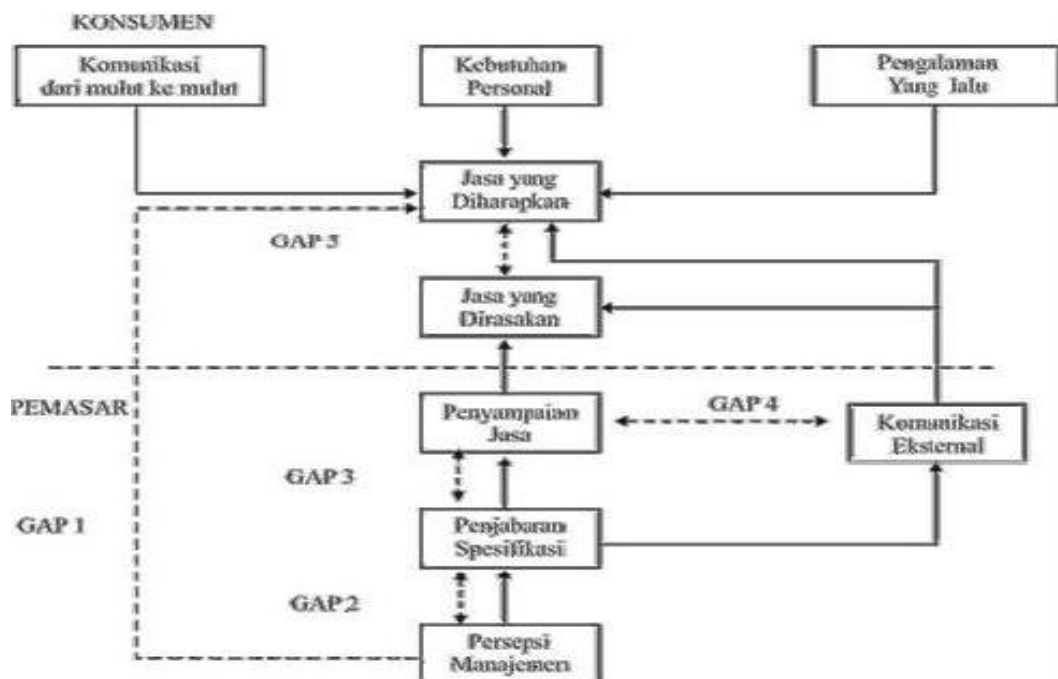 KONSUMEN
Komunikasi
dari mulut ke mulut
Kebutuhan
Personal
Pengalaman
Yang lalu
Jasa yang
Diharapkan
GAP 5
Jasa yang
Dirasakan
PEMASAR
Penyampaian
Jasa
GAP 4
Komunikasi
Eksternal
GAP 3
GAP 1
Penjabaran
Spesifikasi
GAP 2
Persepsi
Manajemen